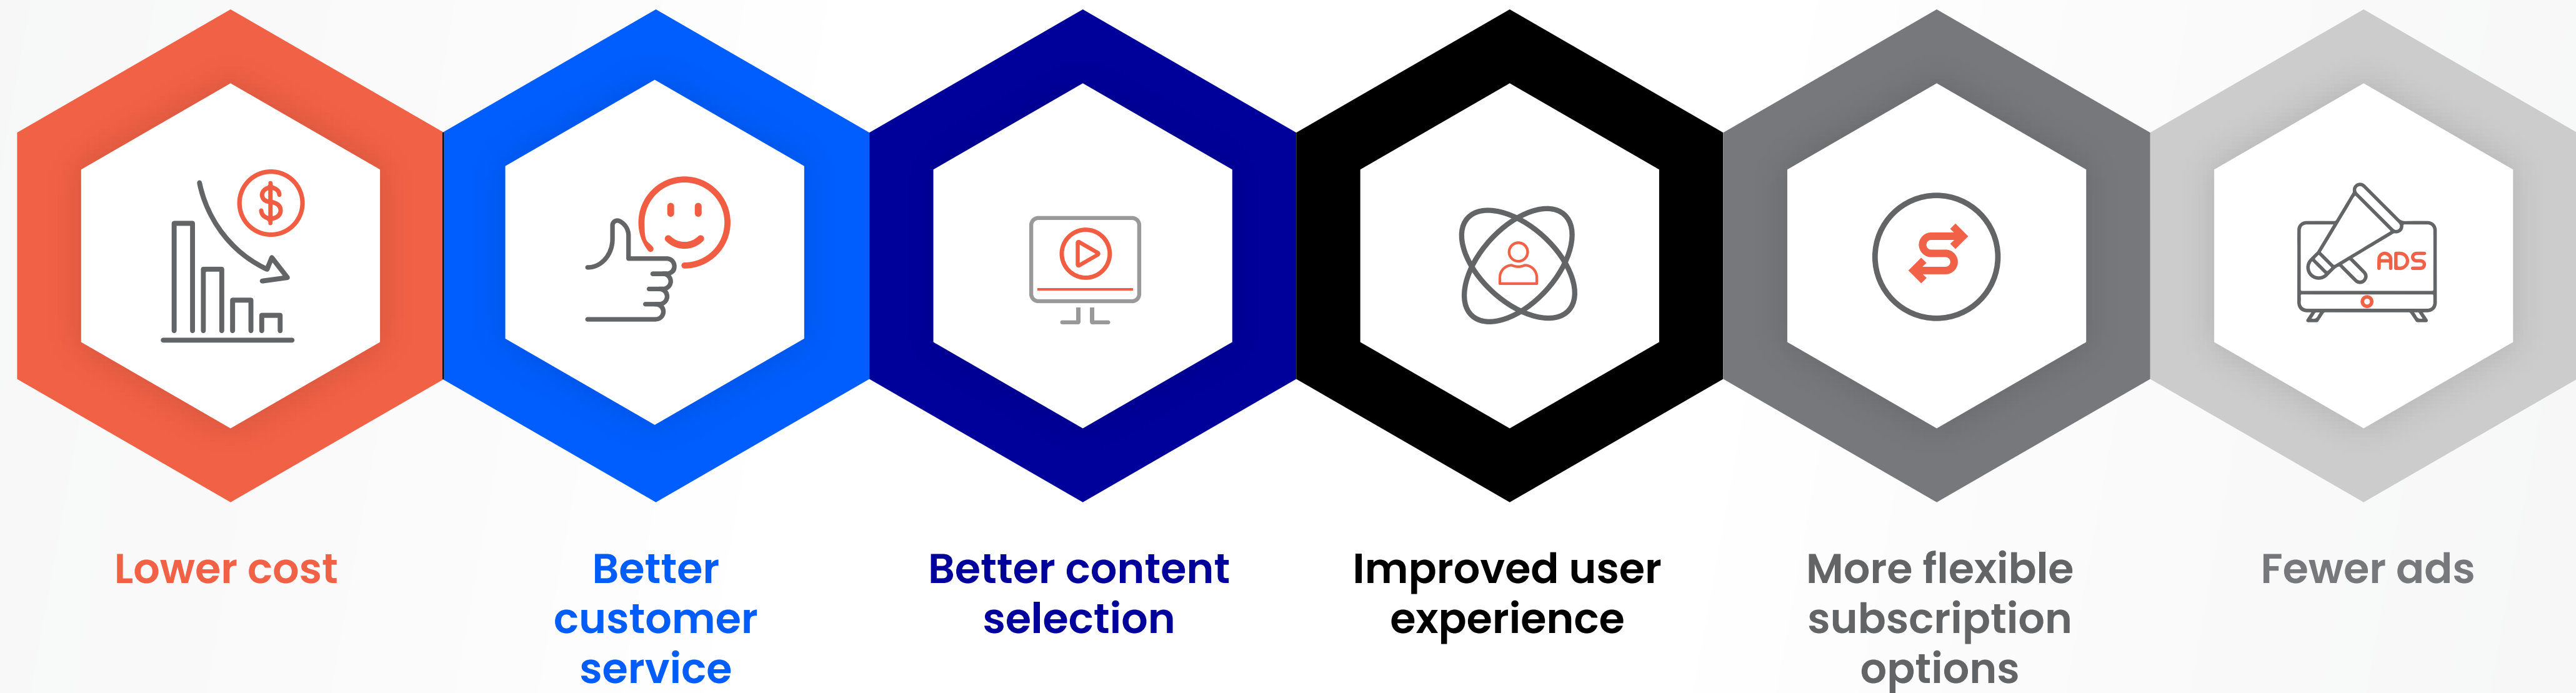 $
ADS
Lower cost
Better
customer
service
Better content
selection
Improved user
experience
More flexible
subscription
options
Fewer ads